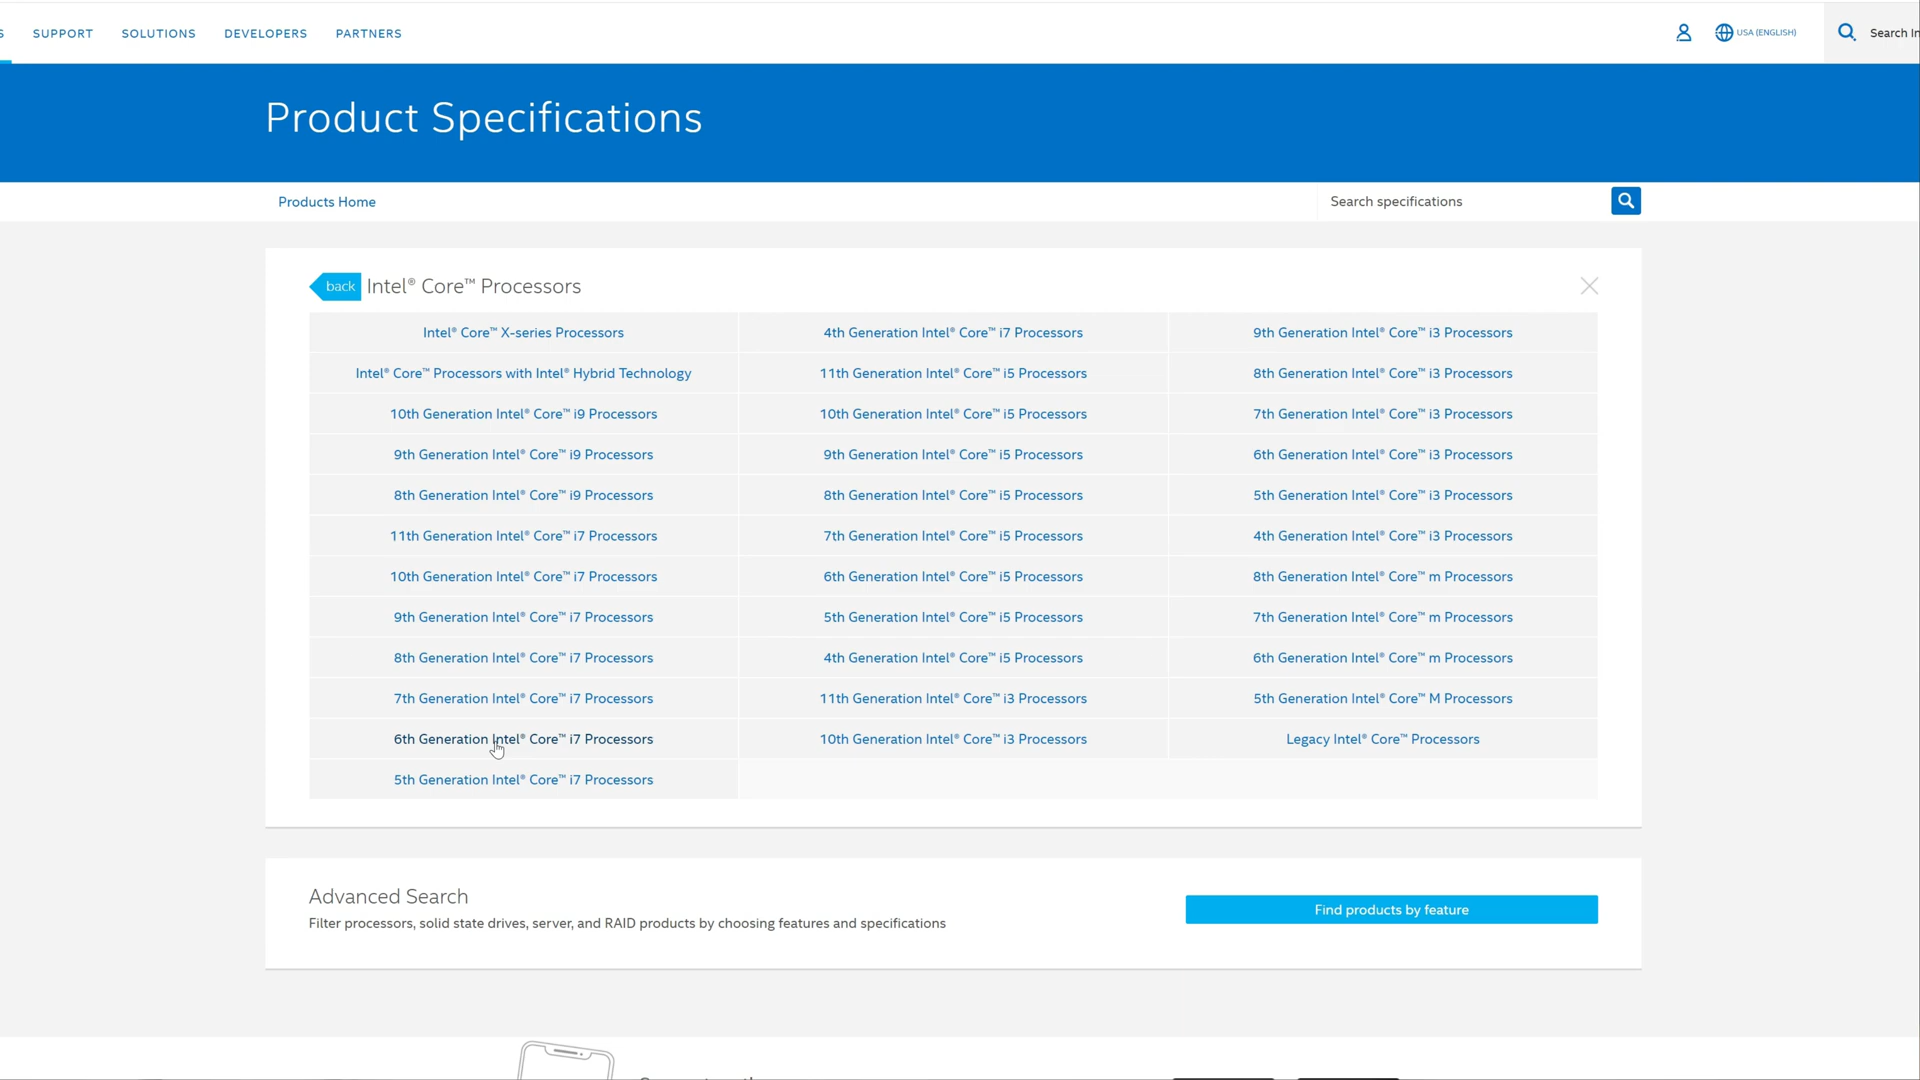 SUPPORT SOLUTIONS DEVELOPERS PARTNERS USA (ENGLISH) Search In
Product Specifications
Products Home Search specifications
back Intel® Core™ Processors
Intel® Core™ X-series Processors 4th Generation Intel® Core™ i7 Processors 9th Generation Intel® Core™ i3 Processors
Intel® Core™ Processors with Intel® Hybrid Technology 11th Generation Intel® Core™ i5 Processors 8th Generation Intel® Core™ i3 Processors
10th Generation Intel® Core™ i9 Processors 10th Generation Intel® Core™ i5 Processors 7th Generation Intel® Core™ i3 Processors
9th Generation Intel® Core™ i9 Processors 9th Generation Intel® Core™ i5 Processors 6th Generation Intel® Core™ i3 Processors
8th Generation Intel® Core™ i9 Processors 8th Generation Intel® Core™ i5 Processors 5th Generation Intel® Core™ i3 Processors
11th Generation Intel® Core™ i7 Processors 7th Generation Intel® Core™ i5 Processors 4th Generation Intel® Core™ i3 Processors
10th Generation Intel® Core™ i7 Processors 6th Generation Intel® Core™ i5 Processors 8th Generation Intel® Core™ m Processors
9th Generation Intel® Core™ i7 Processors 5th Generation Intel® Core™ i5 Processors 7th Generation Intel® Core™ m Processors
8th Generation Intel® Core™ i7 Processors 4th Generation Intel® Core™ i5 Processors 6th Generation Intel® Core™ m Processors
7th Generation Intel® Core™ i7 Processors 11th Generation Intel® Core™ i3 Processors 5th Generation Intel® Core™ M Processors
6th Generation Intel® Core™ i7 Processors 10th Generation Intel® Core™ i3 Processors Legacy Intel® Core™ Processors
5th Generation Intel® Core™ i7 Processors
Advanced Search
Find products by feature
Filter processors, solid state drives, server, and RAID products by choosing features and specifications